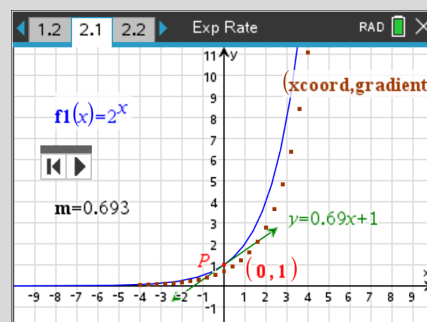 1.2 2.1 2.2 Exp Rate RAD
11 y
10
(xcoord,gradient
9
8
f1(x)=2^x
7
6
5
4
m=0.693
3
y=0.69x+1
2
P 1
(0,1)
x
-9 -8 -7 -6 -5 -4 -3 -2 -1 1 2 3 4 5 6 7 8 9
-1